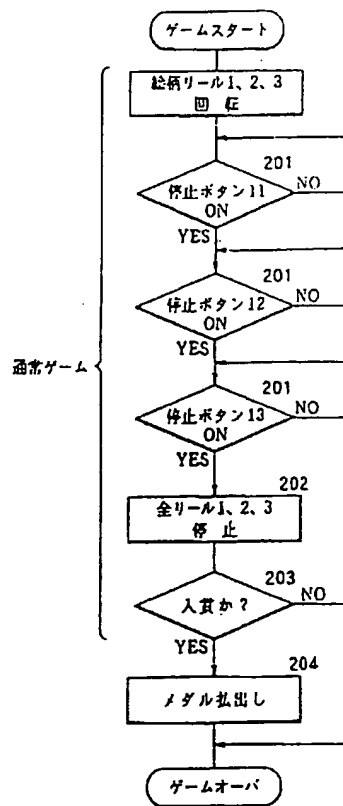 ゲームスタート
絵柄リール1、2、3
回転
201
停止ボタン11
ON
NO
YES
201
停止ボタン12
ON
NO
YES
通常ゲーム
201
停止ボタン13
ON
NO
YES
202
全リール1、2、3
停止
203
入賞か?
NO
YES
204
メダル払出し
ゲームオーバ